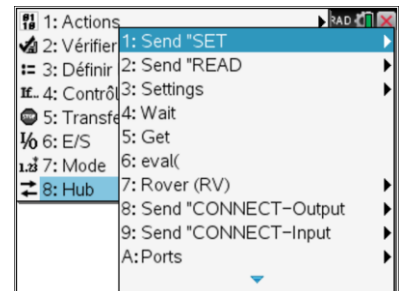 1: Actions
RAD
2: Vérifier
3: Définir
4: Contrôl
5: Transfe
6: E/S
7: Mode
8: Hub
1: Send "SET
2: Send "READ
3: Settings
4: Wait
5: Get
6: eval(
7: Rover (RV)
8: Send "CONNECT-Output
9: Send "CONNECT-Input
A: Ports